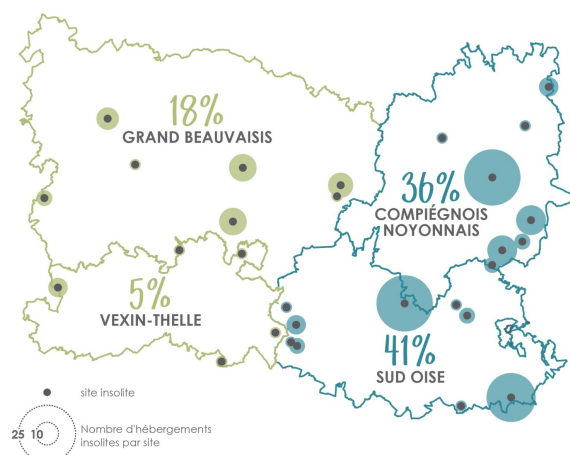 18%
GRAND BEAUVAISIS
36%
COMPIÉGNOIS
NOYONNAIS
5%
VEXIN-THELLE
41%
SUD OISE
site insolite
25 10
Nombre d'hébergements
insolites par site